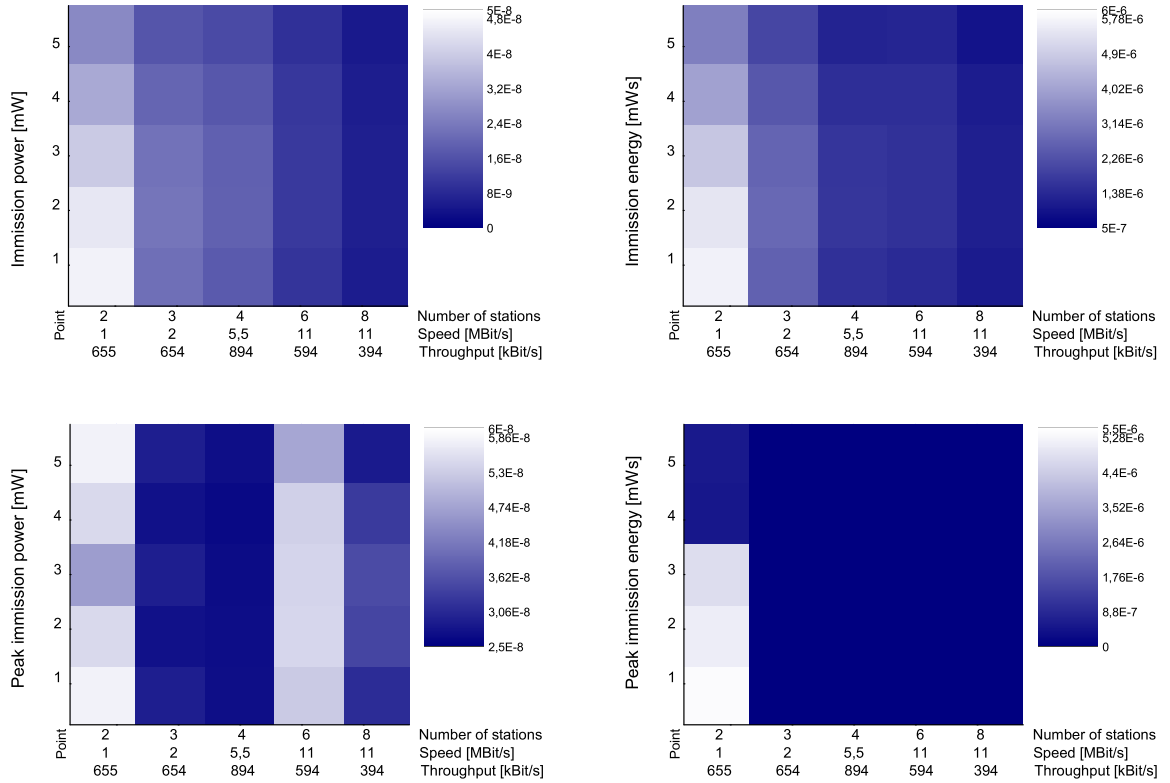 Immission power [mW]
5
4
3
2
1
5E-8
4,8E-8
4E-8
3,2E-8
2,4E-8
1,6E-8
8E-9
0
Point
2 3 4 6 8 Number of stations
1 2 5,5 11 11 Speed [MBit/s]
655 654 894 594 394 Throughput [kBit/s]
Immission energy [mWs]
5
4
3
2
1
6E-6
5,78E-6
4,9E-6
4,02E-6
3,14E-6
2,26E-6
1,38E-6
5E-7
Point
2 3 4 6 8 Number of stations
1 2 5,5 11 11 Speed [MBit/s]
655 654 894 594 394 Throughput [kBit/s]
Peak immission power [mW]
5
4
3
2
1
6E-8
5,86E-8
5,3E-8
4,74E-8
4,18E-8
3,62E-8
3,06E-8
2,5E-8
Point
2 3 4 6 8 Number of stations
1 2 5,5 11 11 Speed [MBit/s]
655 654 894 594 394 Throughput [kBit/s]
Peak immission energy [mWs]
5
4
3
2
1
5,5E-6
5,28E-6
4,4E-6
3,52E-6
2,64E-6
1,76E-6
8,8E-7
0
Point
2 3 4 6 8 Number of stations
1 2 5,5 11 11 Speed [MBit/s]
655 654 894 594 394 Throughput [kBit/s]